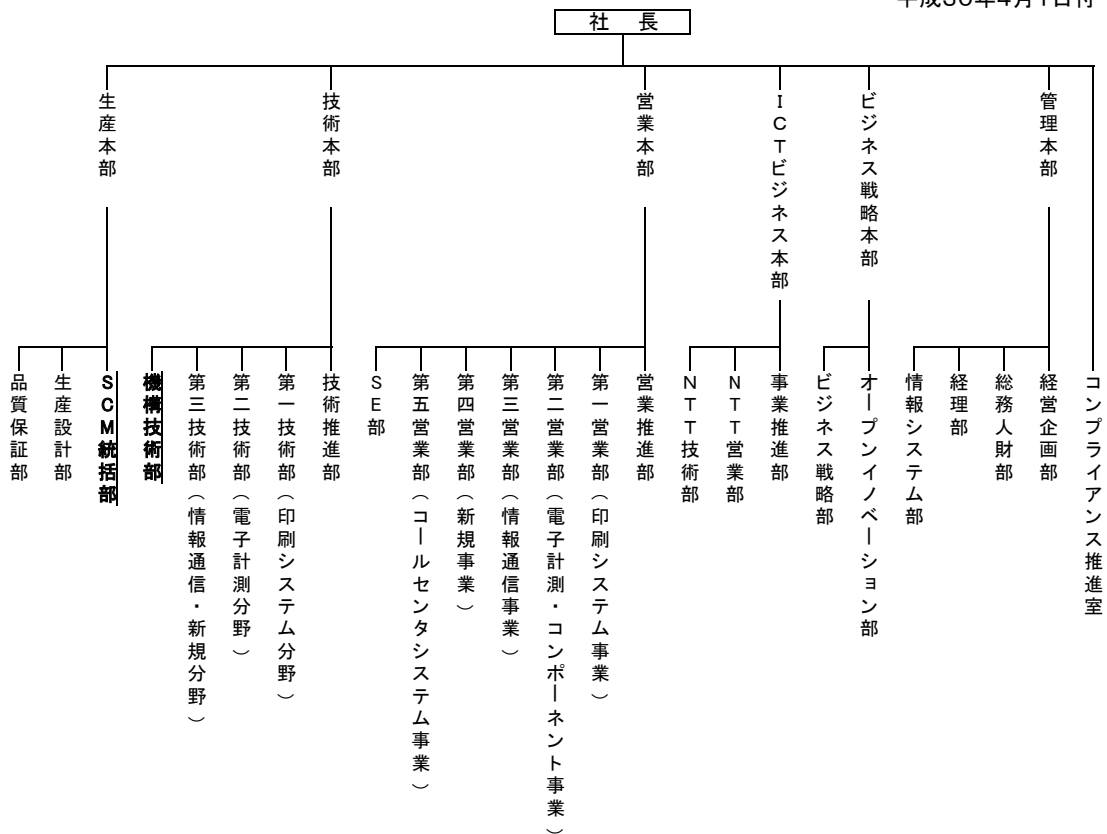 平成30年4月1日付
社　長
管理本部
ビジネス戦略本部
ＩＣＴビジネス本部
営業本部
技術本部
生産本部
コンプライアンス推進室
経営企画部
総務人財部
経理部
情報システム部
オープンイノベーション部
ビジネス戦略部
事業推進部
ＮＴＴ営業部
ＮＴＴ技術部
営業推進部
第一営業部（印刷システム事業）
第二営業部（電子計測・コンポーネント事業）
第三営業部（情報通信事業）
第四営業部（新規事業）
第五営業部（コールセンタシステム事業）
ＳＥ部
技術推進部
第一技術部（印刷システム分野）
第二技術部（電子計測分野）
第三技術部（情報通信・新規分野）
機構技術部
ＳＣＭ統括部
生産設計部
品質保証部